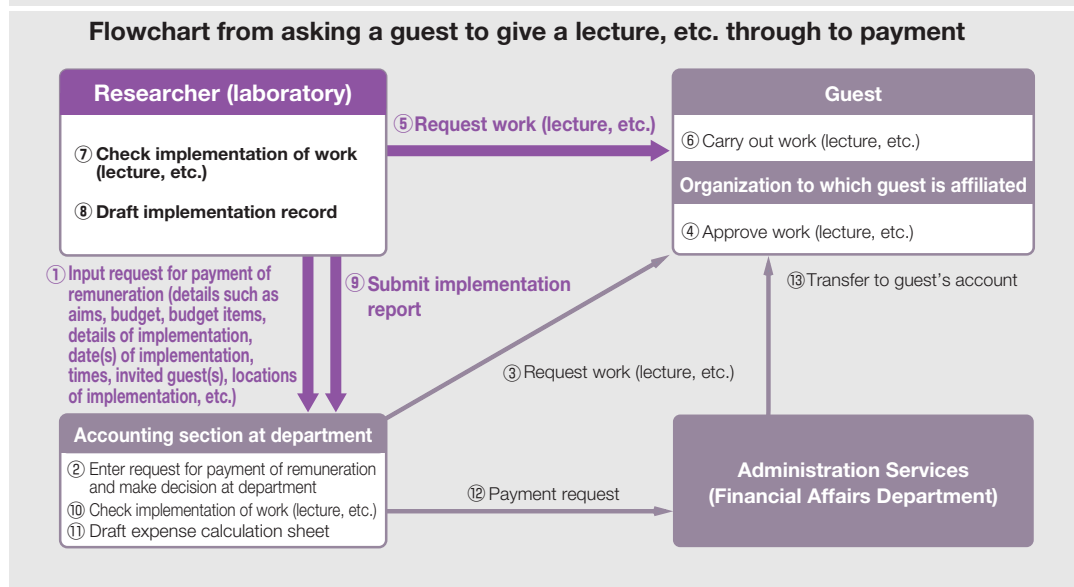 Flowchart from asking a guest to give a lecture, etc. through to payment
Researcher (laboratory)
⑦ Check implementation of work
(lecture, etc.)
⑧ Draft implementation record
⑤ Request work (lecture, etc.)
Guest
⑥ Carry out work (lecture, etc.)
Organization to which guest is affiliated
④ Approve work (lecture, etc.)
① Input request for payment of
remuneration (details such as
aims, budget, budget items,
details of implementation,
date(s) of implementation,
times, invited guest(s), locations
of implementation, etc.)
⑨ Submit implementation
report
③ Request work (lecture, etc.)
⑬ Transfer to guest's account
Accounting section at department
② Enter request for payment of remuneration
and make decision at department
⑩ Check implementation of work (lecture, etc.)
⑪ Draft expense calculation sheet
⑫ Payment request
Administration Services
(Financial Affairs Department)